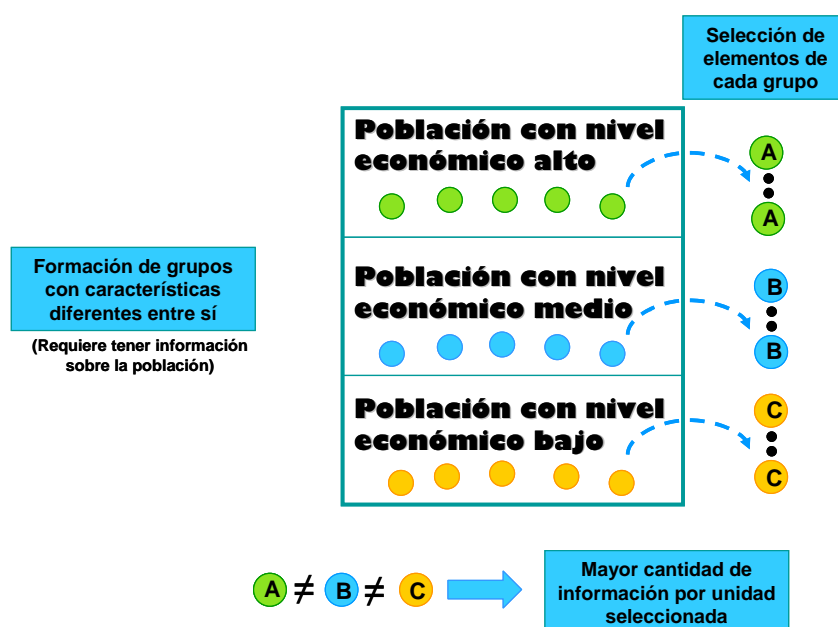 Selección de
elementos de
cada grupo
Población con nivel
económico alto
A
A
Formación de grupos
con características
diferentes entre sí
(Requiere tener información
sobre la población)
Población con nivel
económico medio
B
B
Población con nivel
económico bajo
C
C
A ≠ B ≠ C
Mayor cantidad de
información por unidad
seleccionada